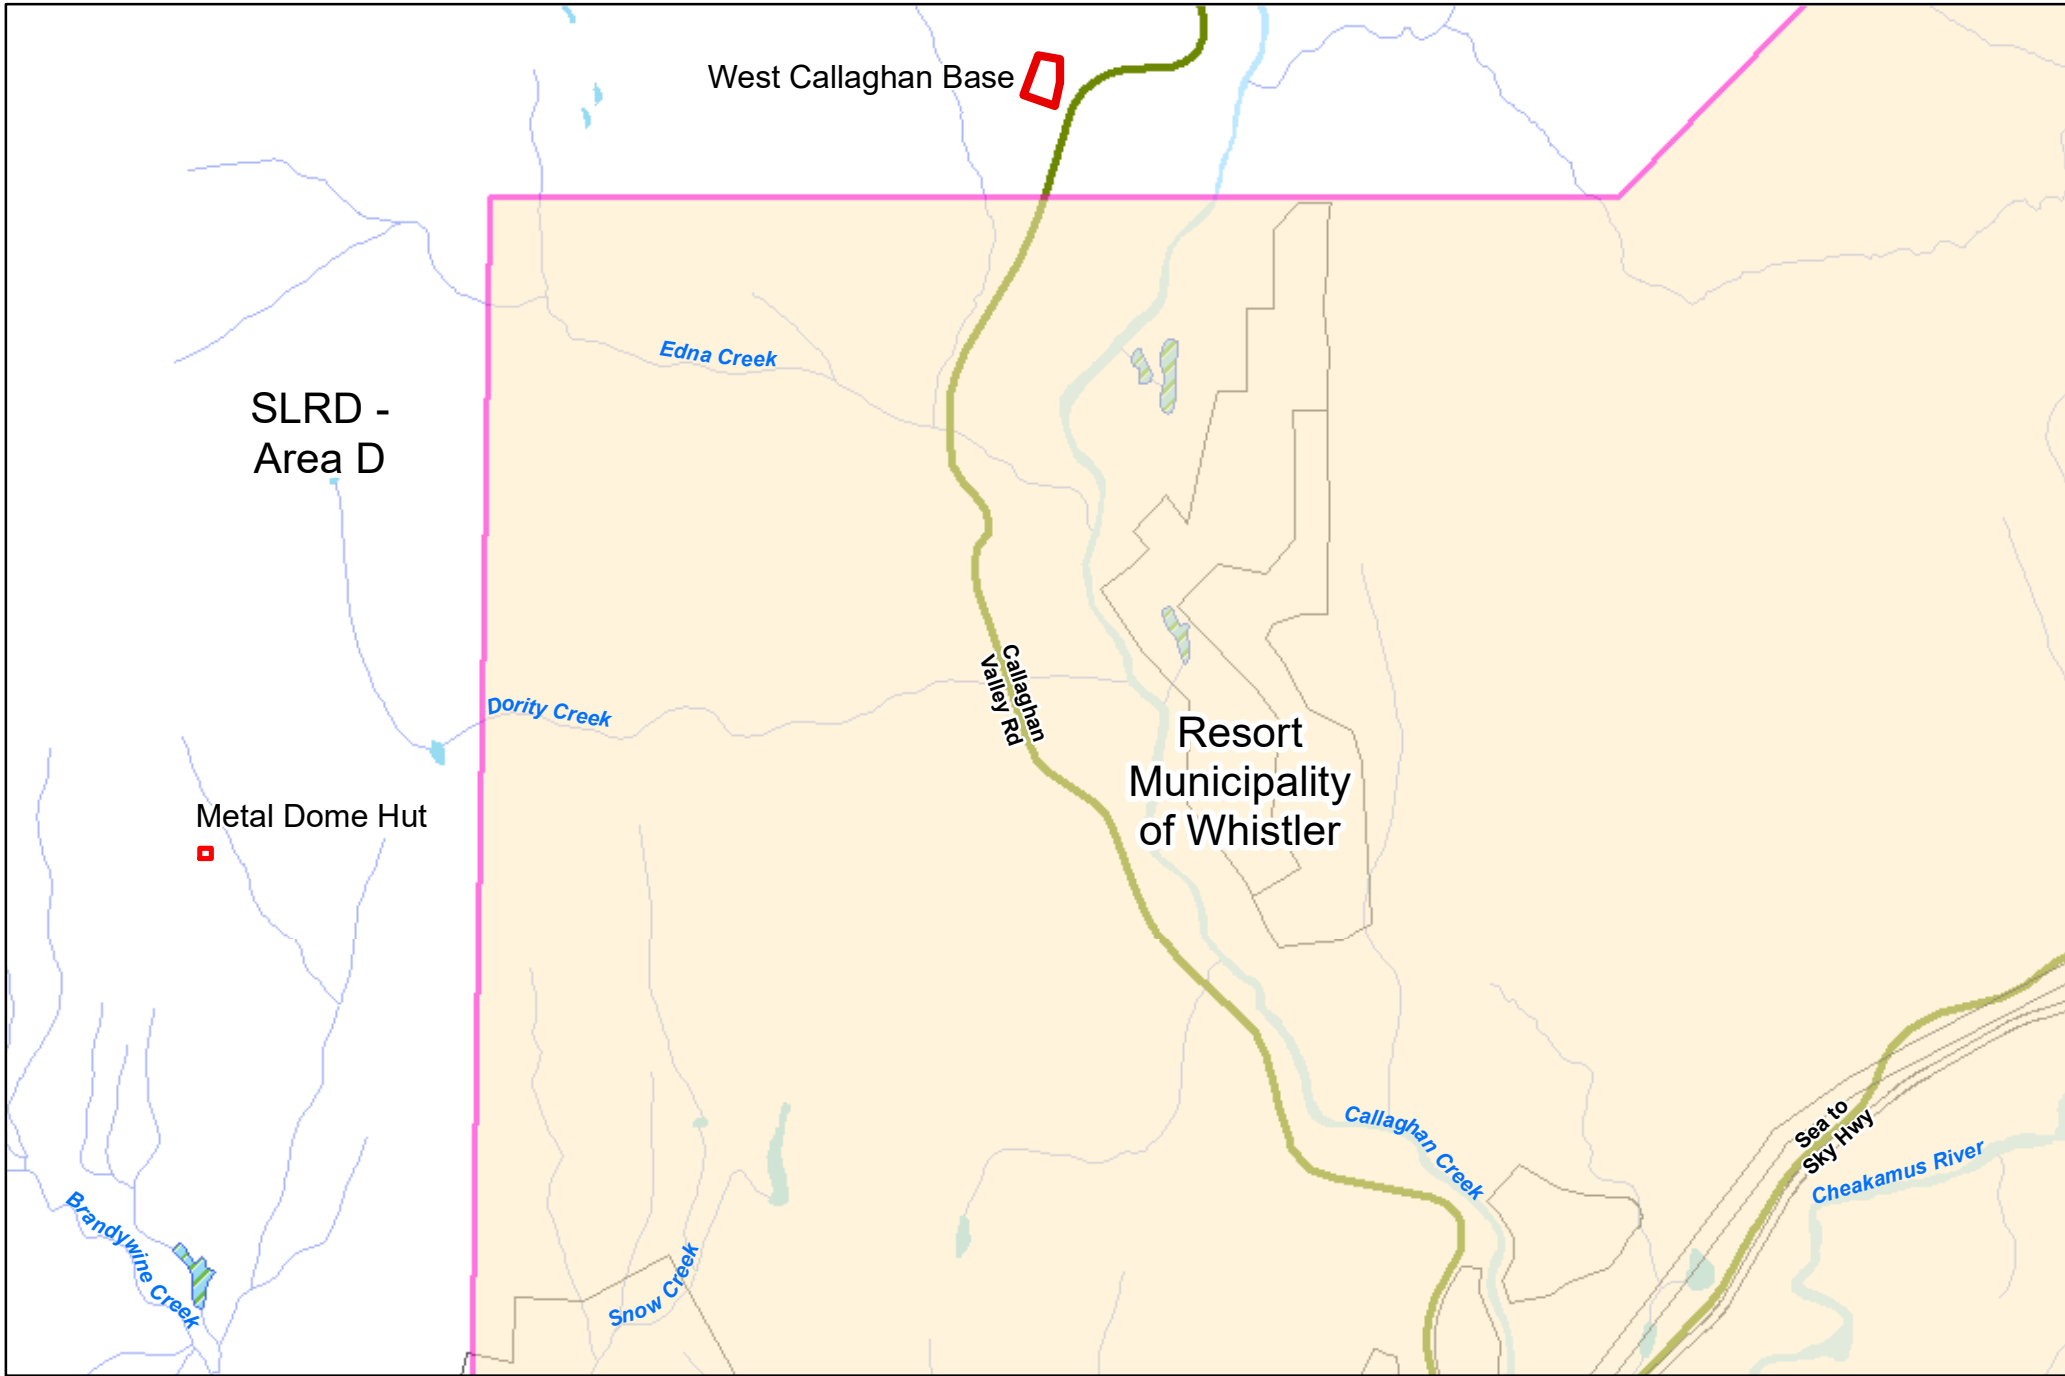 West Callaghan Base
Edna Creek
SLRD -
Area D
Callaghan
Valley Rd
Dority Creek
Resort
Municipality
of Whistler
Metal Dome Hut
Sea to
Sky Hwy
Callaghan Creek
Cheakamus River
Brandywine Creek
Snow Creek